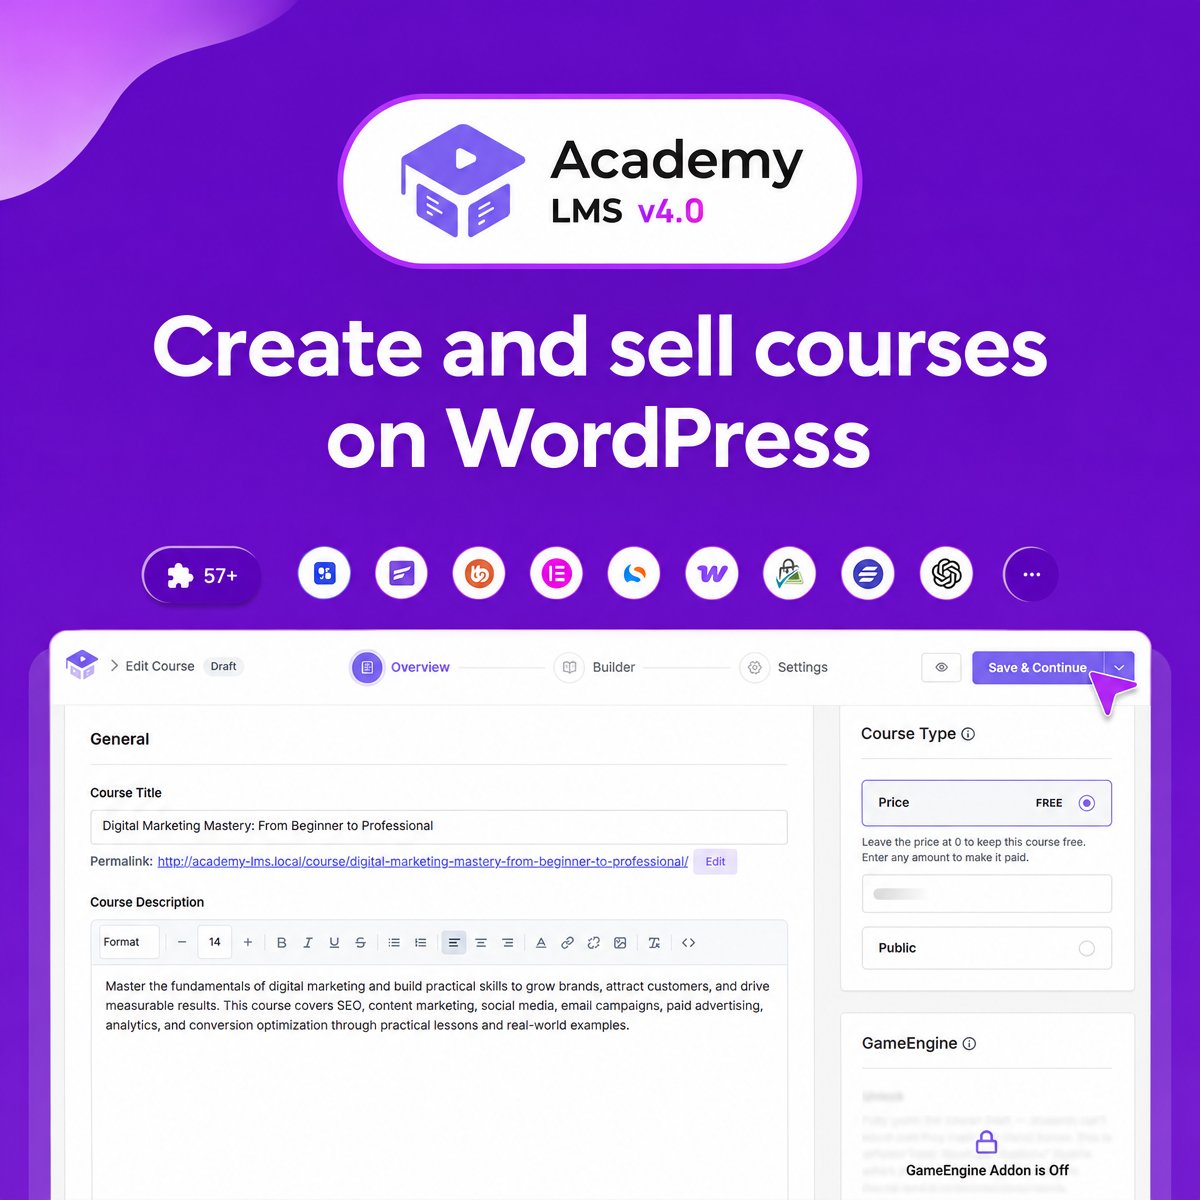 Academy
LMS v4.0
Create and sell courses
on WordPress
57+
Edit Course Draft
Overview
Builder
Settings
Save & Continue
General
Course Title
Digital Marketing Mastery: From Beginner to Professional
Permalink: http://academy-lms.local/course/digital-marketing-mastery-from-beginner-to-professional/ Edit
Course Description
Format
14
B I U S
Master the fundamentals of digital marketing and build practical skills to grow brands, attract customers, and drive
measurable results. This course covers SEO, content marketing, social media, email campaigns, paid advertising,
analytics, and conversion optimization through practical lessons and real-world examples.
Course Type
Price FREE
Leave the price at 0 to keep this course free.
Enter any amount to make it paid.
Public
GameEngine
GameEngine Addon is Off